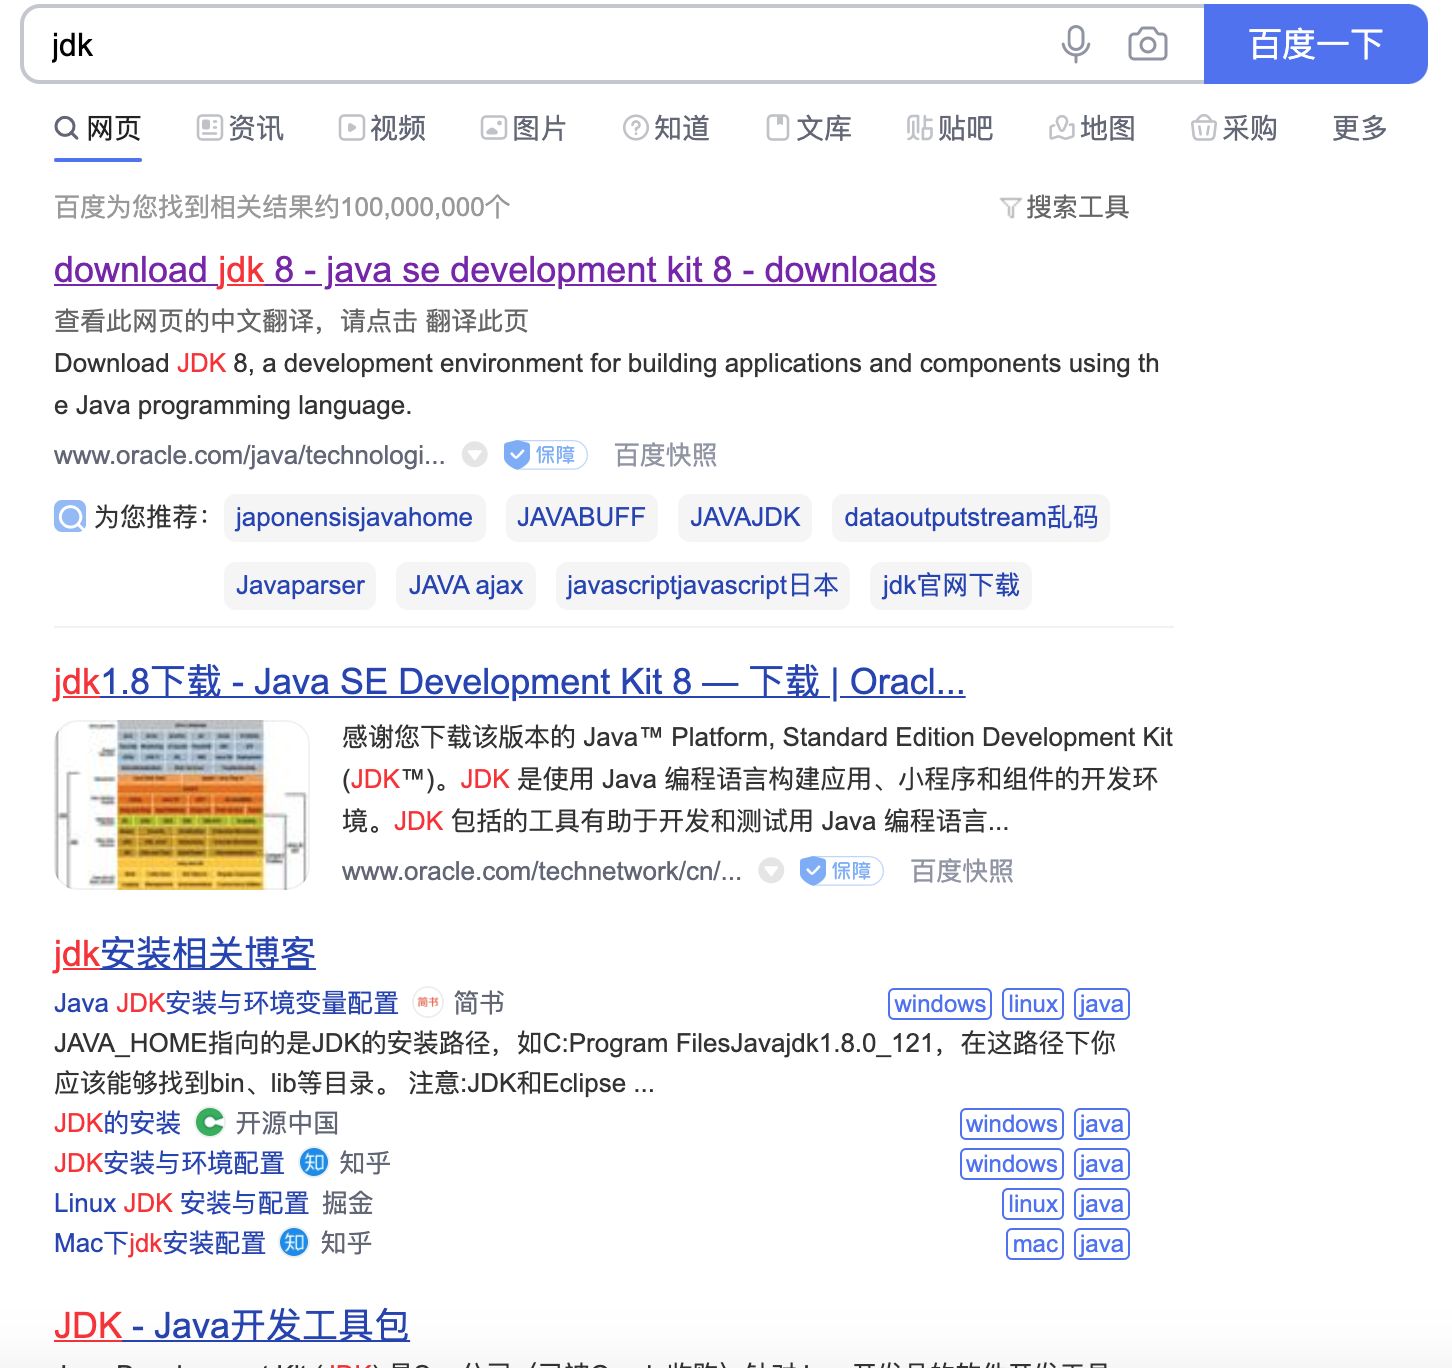 jdk
百度一下
网页 资讯 视频 图片 知道 文库 贴吧 地图 采购 更多
百度为您找到相关结果约100,000,000个 搜索工具
download jdk 8 - java se development kit 8 - downloads
查看此网页的中文翻译，请点击 翻译此页
Download JDK 8, a development environment for building applications and components using th
e Java programming language.
www.oracle.com/java/technologi... 保障 百度快照
为您推荐： japonensisjavahome JAVABUFF JAVAJDK dataoutputstream乱码
Javaparser JAVA ajax javascriptjavascript日本 jdk官网下载
jdk1.8下载 - Java SE Development Kit 8 — 下载 | Oracl...
感谢您下载该版本的 Java™ Platform, Standard Edition Development Kit
(JDK™)。JDK 是使用 Java 编程语言构建应用、小程序和组件的开发环
境。JDK 包括的工具有助于开发和测试用 Java 编程语言...
www.oracle.com/technetwork/cn/... 保障 百度快照
jdk安装相关博客
Java JDK安装与环境变量配置 简书 简书 windows linux java
JAVA_HOME指向的是JDK的安装路径，如C:Program FilesJavajdk1.8.0_121，在这路径下你
应该能够找到bin、lib等目录。 注意:JDK和Eclipse ...
JDK的安装 开源中国 windows java
JDK安装与环境配置 知 知乎 windows java
Linux JDK 安装与配置 掘金 linux java
Mac下jdk安装配置 知 知乎 mac java
JDK - Java开发工具包